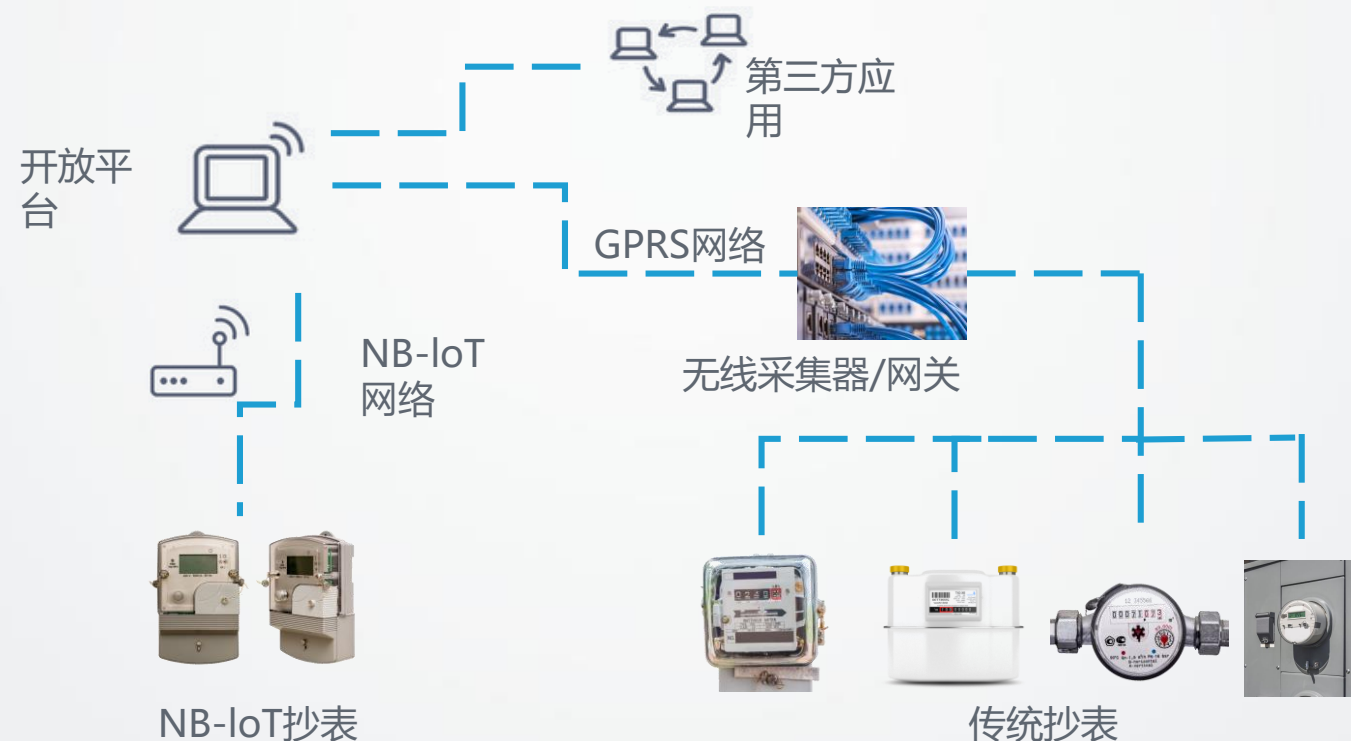 第三方应
用
开放平
台
GPRS网络
NB-IoT
网络
无线采集器/网关
NB-IoT抄表
传统抄表